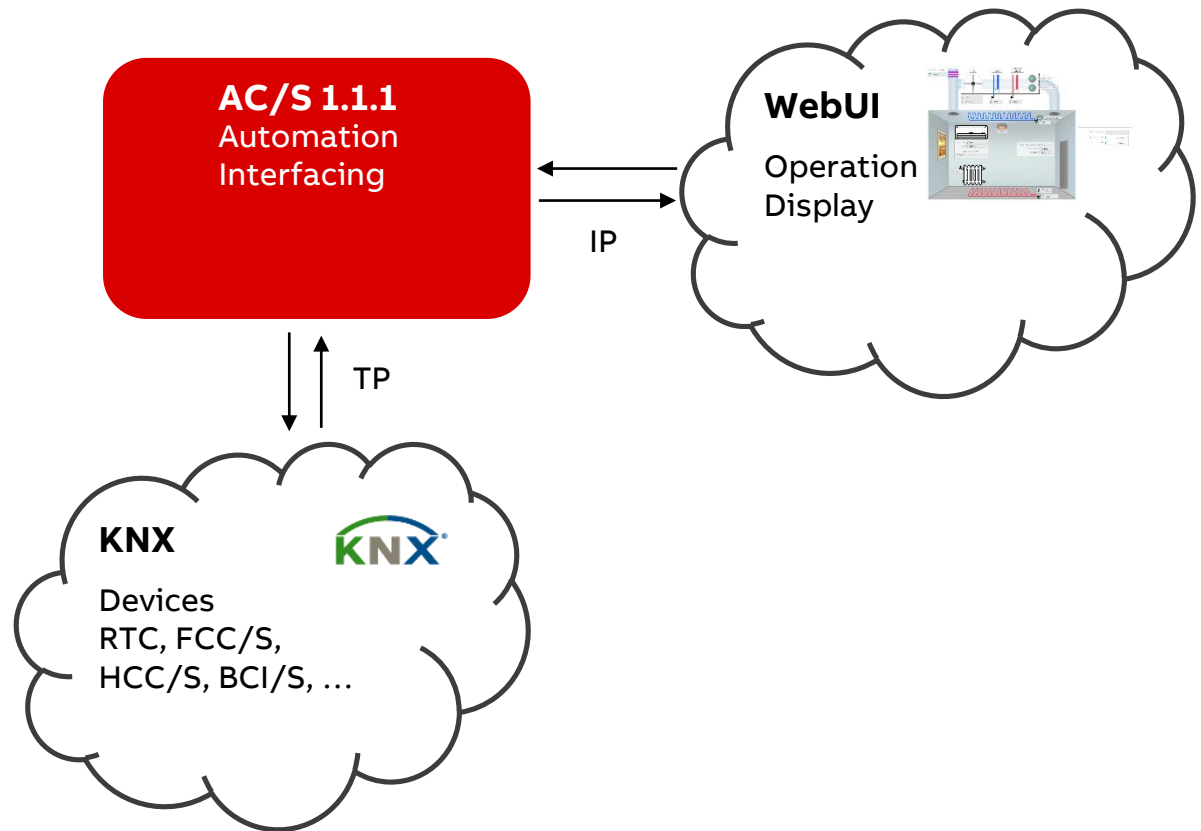 AC/S 1.1.1
Automation
Interfacing
WebUI
Operation
Display
IP
TP
KNX
KNX
Devices
RTC, FCC/S,
HCC/S, BCI/S, …